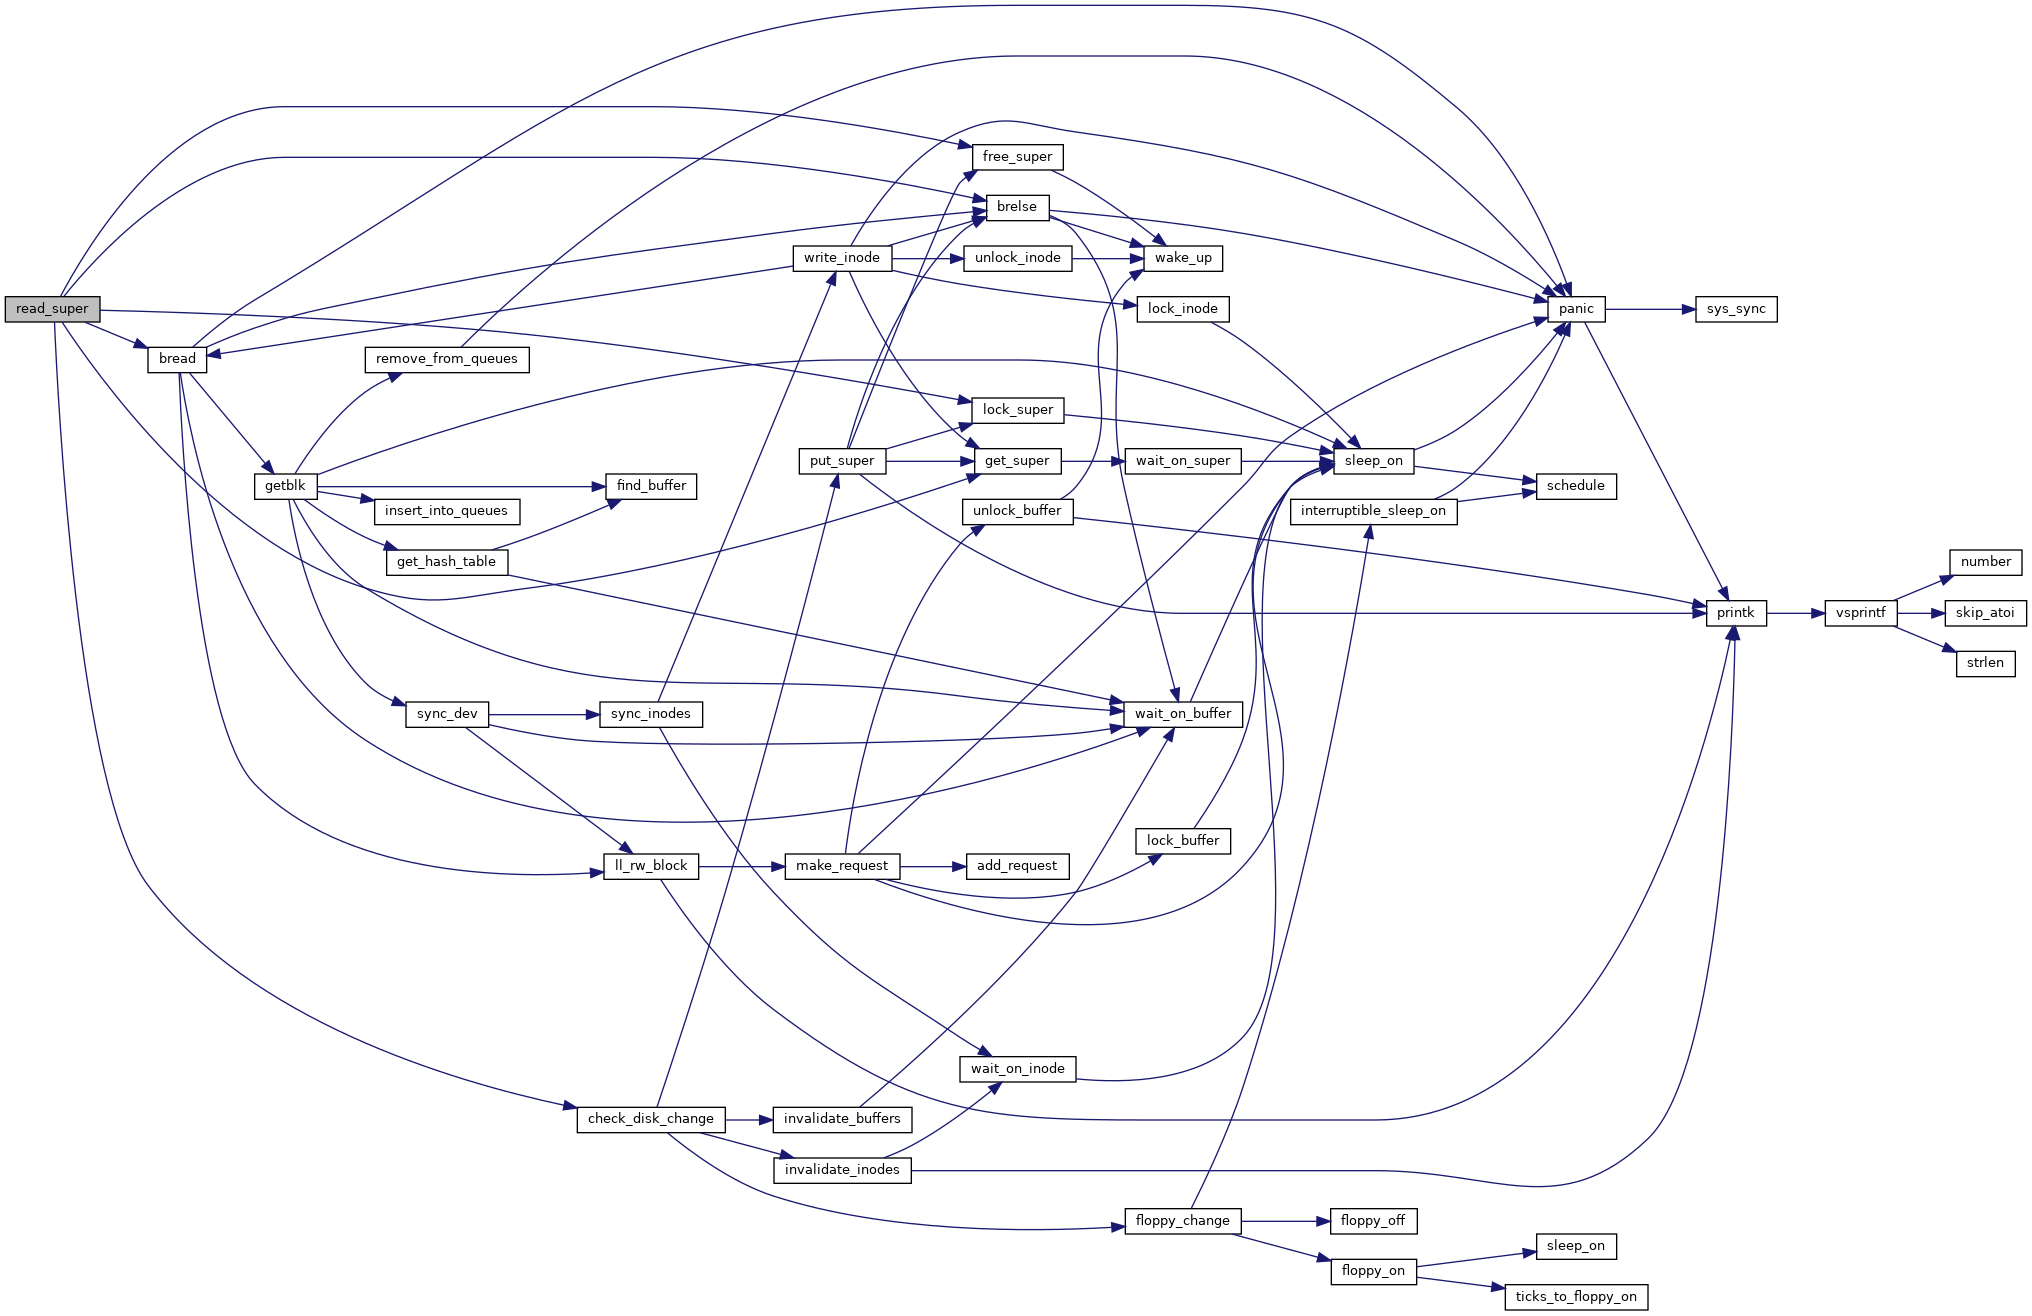 free_super
brelse
write_inode
unlock_inode
wake_up
read_super
lock_inode
panic
sys_sync
bread
remove_from_queues
lock_super
put_super
get_super
wait_on_super
sleep_on
getblk
find_buffer
schedule
insert_into_queues
unlock_buffer
interruptible_sleep_on
get_hash_table
number
printk
vsprintf
skip_atoi
strlen
sync_dev
sync_inodes
wait_on_buffer
lock_buffer
ll_rw_block
make_request
add_request
wait_on_inode
check_disk_change
invalidate_buffers
invalidate_inodes
floppy_change
floppy_off
sleep_on
floppy_on
ticks_to_floppy_on